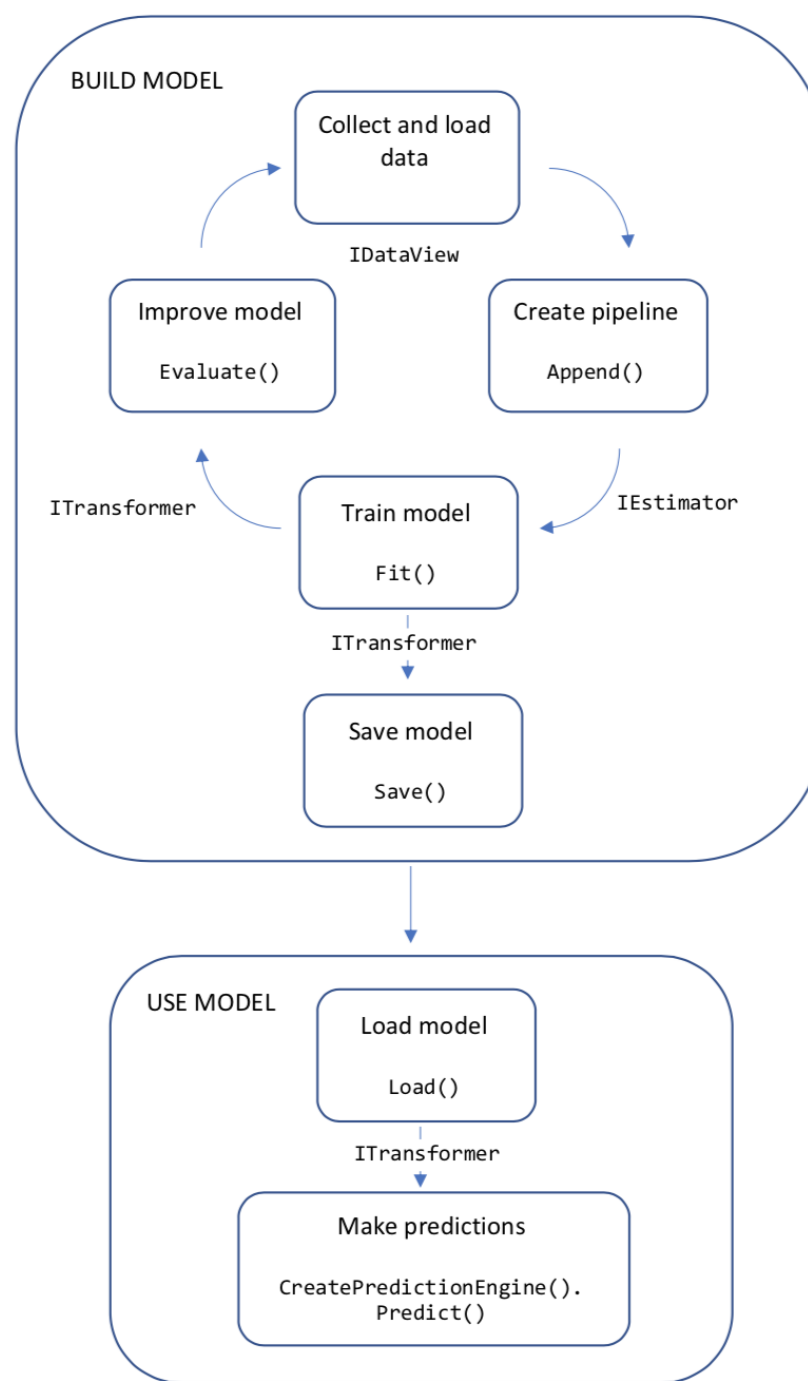 BUILD MODEL
Collect and load
data
IDataView
Improve model
Evaluate()
Create pipeline
Append()
ITransformer
Train model
Fit()
IEstimator
ITransformer
Save model
Save()
USE MODEL
Load model
Load()
ITransformer
Make predictions
CreatePredictionEngine().
Predict()